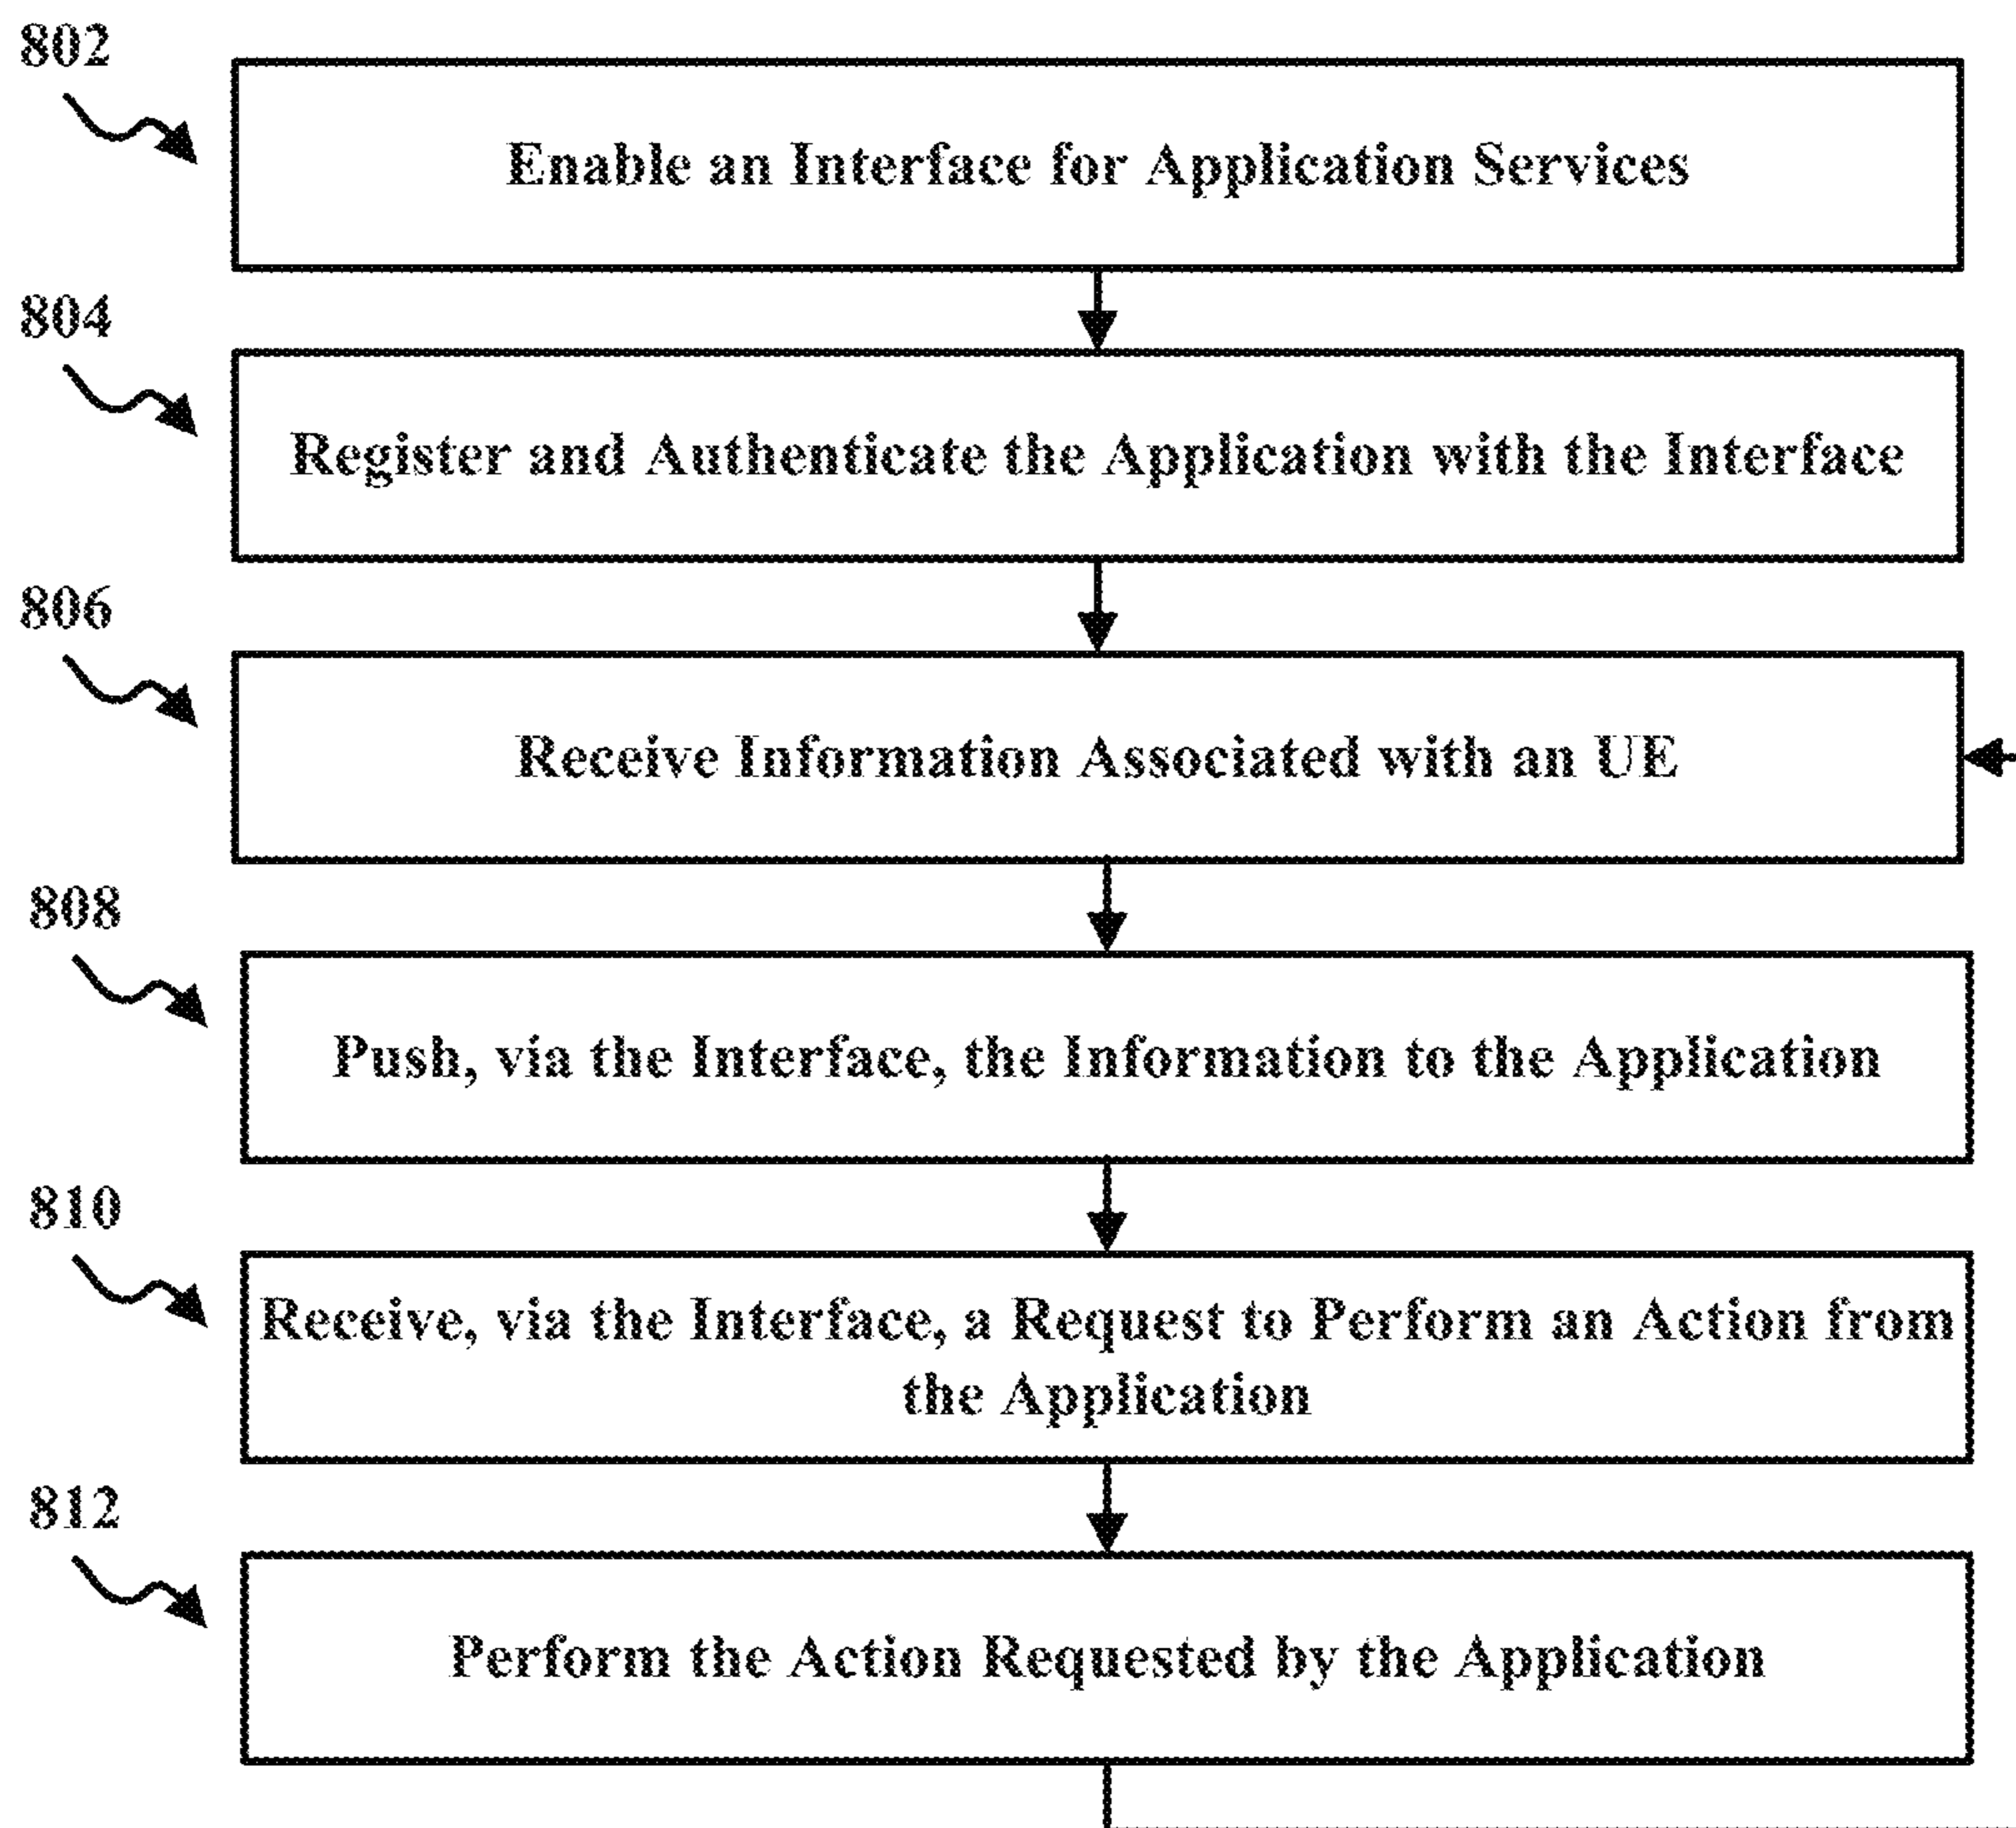 802
Enable an Interface for Application Services
804
Register and Authenticate the Application with the Interface
806
Receive Information Associated with an UE
808
Push, via the Interface, the Information to the Application
810
Receive, via the Interface, a Request to Perform an Action from
the Application
812
Perform the Action Requested by the Application